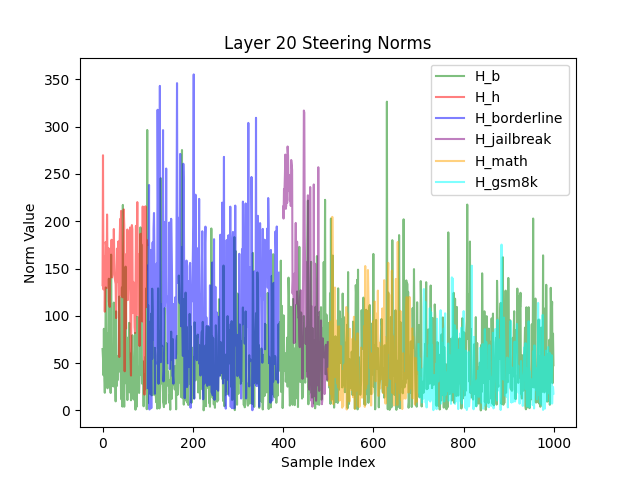 Layer 20 Steering Norms
350
300
250
200
150
100
50
0
Norm Value
H_b
H_h
H_borderline
H_jailbreak
H_math
H_gsm8k
0
200
400
600
800
1000
Sample Index